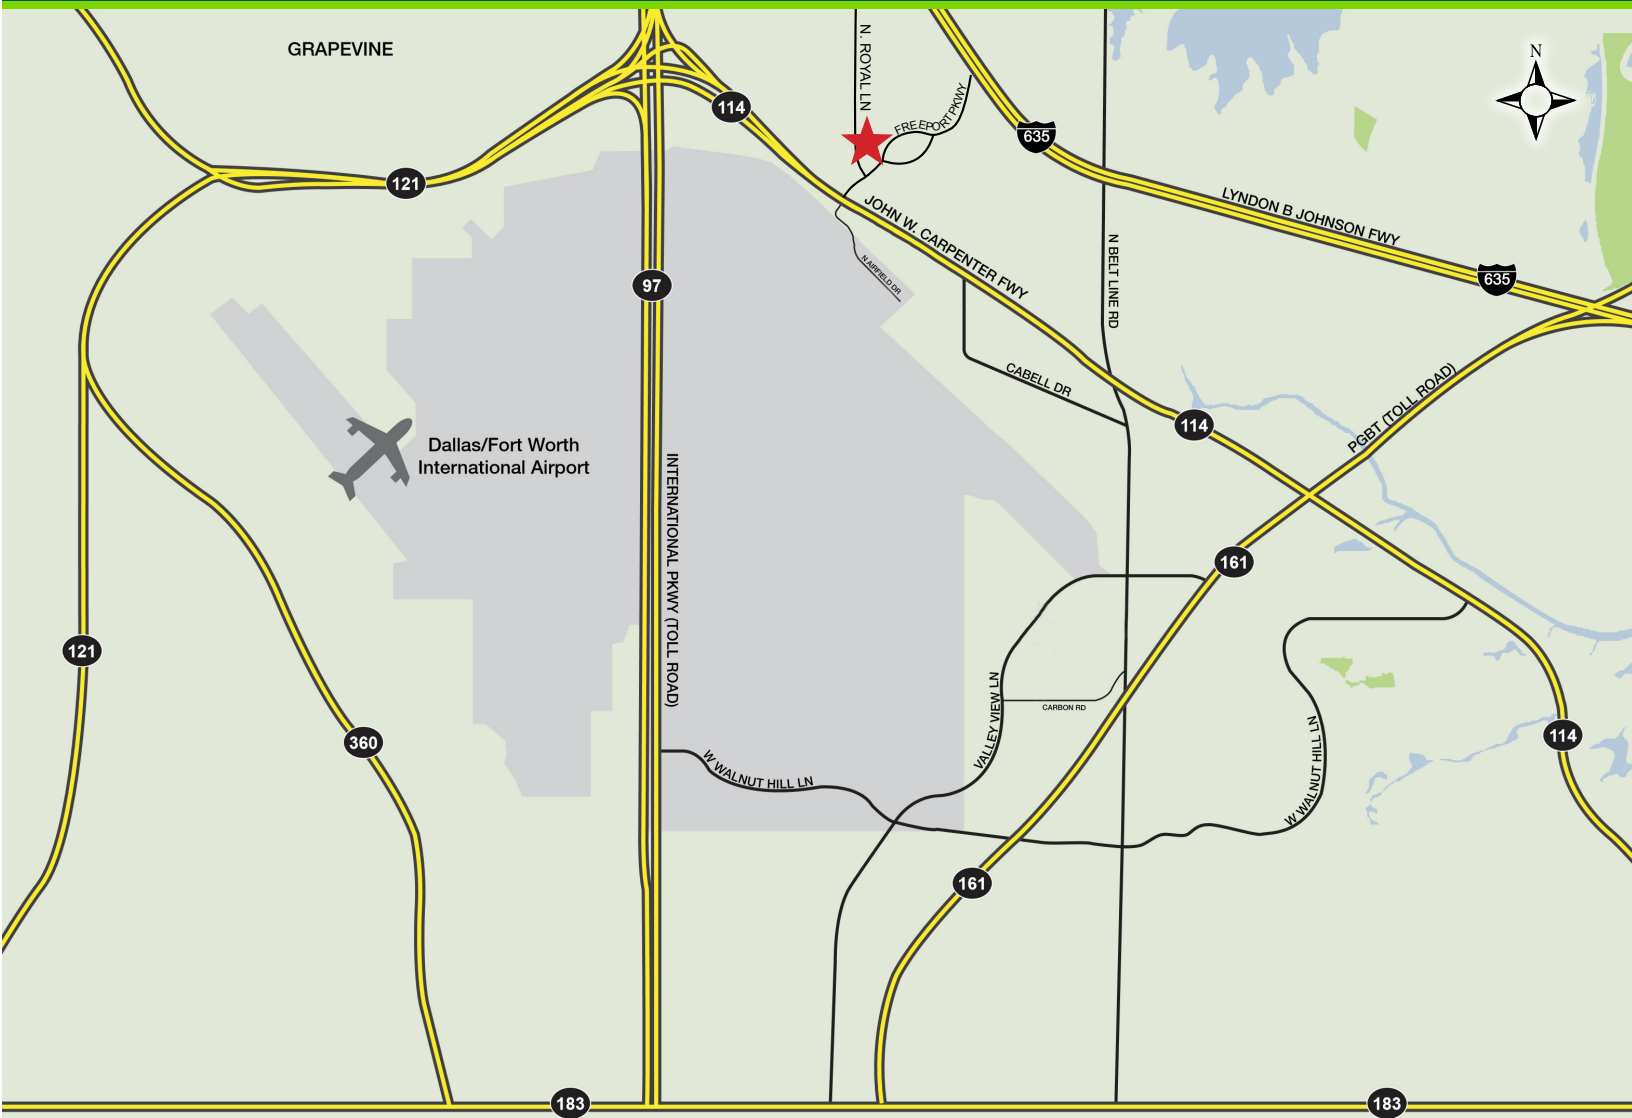 GRAPEVINE
N. ROYAL LN
FREEPORT PKWY
N
114
635
121
LYNDON B JOHNSON FWY
JOHN W. CARPENTER FWY
N AIRFIELD DR
N BELT LINE RD
97
635
CABELL DR
PGBT (TOLL ROAD)
114
Dallas/Fort Worth
International Airport
INTERNATIONAL PKWY (TOLL ROAD)
161
121
VALLEY VIEW LN
CARBON RD
360
114
W WALNUT HILL LN
W WALNUT HILL LN
161
183
183